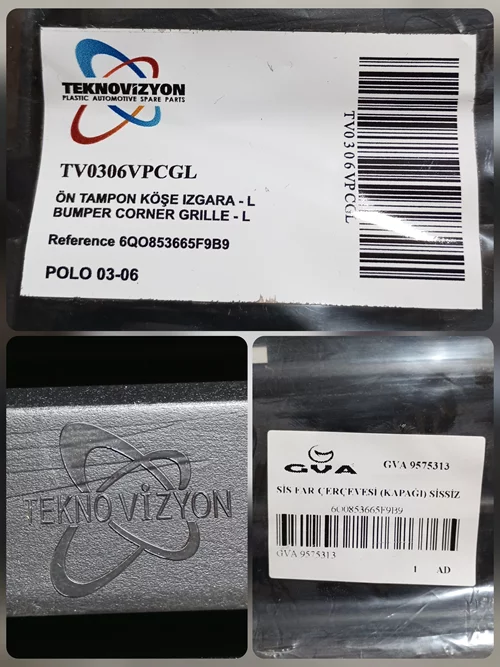 TEKNOVİZYON
PLASTIC AUTOMOTIVE SPARE PARTS
TV0306VPCGL
ÖN TAMPON KÖŞE IZGARA - L
BUMPER CORNER GRILLE - L
Reference 6QO853665F9B9
POLO 03-06
TV0306VPCGL
TEKNO VİZYON
GVA
GVA 9575313
SİS FAR ÇERÇEVESİ (KAPAĞI) SİSSİZ
6Q0853665F9B9
GVA 9575313
1 AD